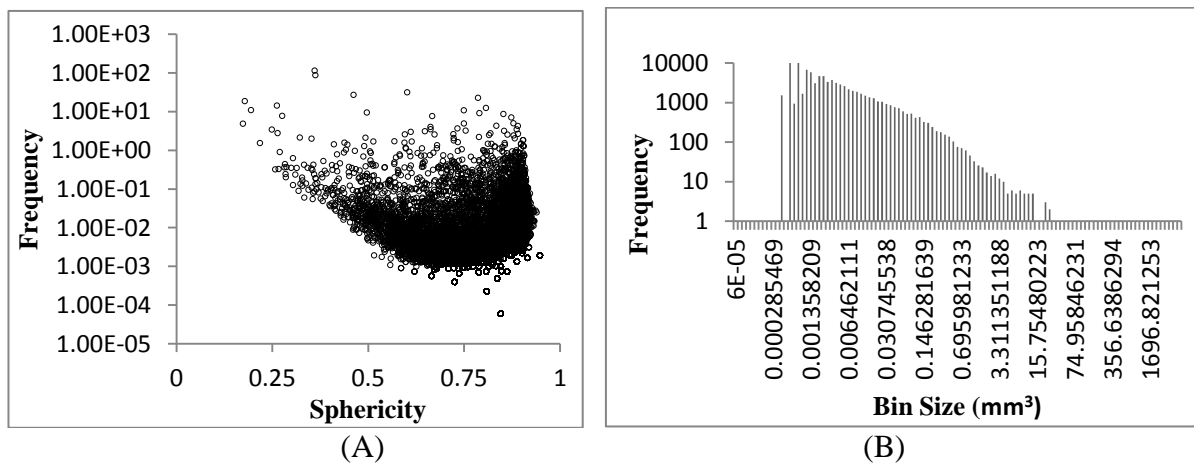 1.00E+03
1.00E+02
1.00E+01
1.00E+00
1.00E-01
1.00E-02
1.00E-03
1.00E-04
1.00E-05
Frequency
0 0.25 0.5 0.75 1
Sphericity
(A)
10000
1000
100
10
1
Frequency
6E-05
0.000285469
0.001358209
0.006462111
0.030745538
0.146281639
0.695981233
3.311351188
15.75480223
74.95846231
356.6386294
1696.821253
Bin Size (mm³)
(B)